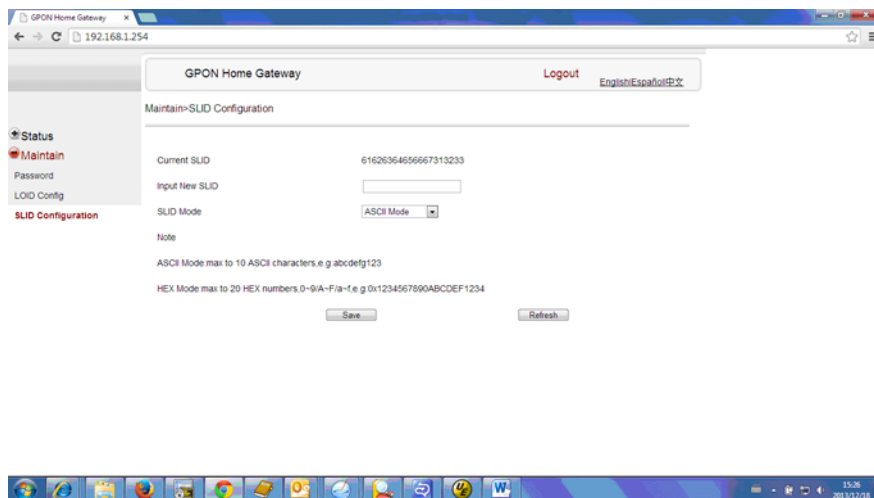 GPON Home Gateway
192.168.1.254
GPON Home Gateway
Logout
English|Español|中文
Maintain>SLID Configuration
Status
Maintain
Password
LOID Config
SLID Configuration
Current SLID 61626364656667313233
Input New SLID
SLID Mode ASCII Mode
Note
ASCII Mode:max to 10 ASCII characters,e.g:abcdefg123
HEX Mode:max to 20 HEX numbers,0~9/A~F/a~f,e.g:0x1234567890ABCDEF1234
Save Refresh
15:26
2013/12/18